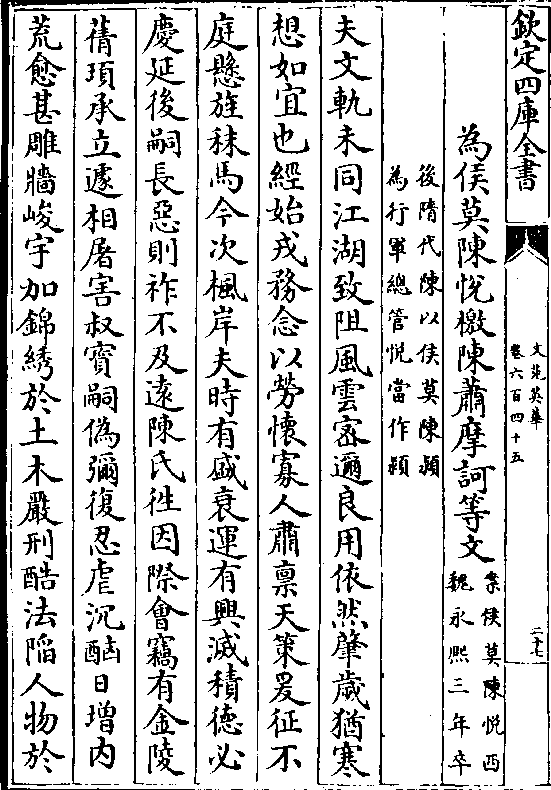 欽定四庫全書
文苑英華
卷六百四十五
二十七
為侯莫陳悅檄陳蕭摩訶等文
案侯莫陳悅西
魏永熙三年卒
後隋代陳以侯莫陳潁
為行軍總管悅當作潁
夫文軌未同江湖致阻風雲密邇良用依然肇歲猶寒
想如宜也經始戎務念以勞懷寡人肅稟天策爰征不
庭懸旌秣馬今次楓岸夫時有盛衰運有興滅積德必
慶延後嗣長惡則祚不及遠陳氏徃因際會竊有金陵
蒨頊承立遽相屠害叔寶嗣偽彌復忍虐沉酗日增内
荒愈甚雕牆峻宇加錦綉於土木嚴刑酷法陷人物於